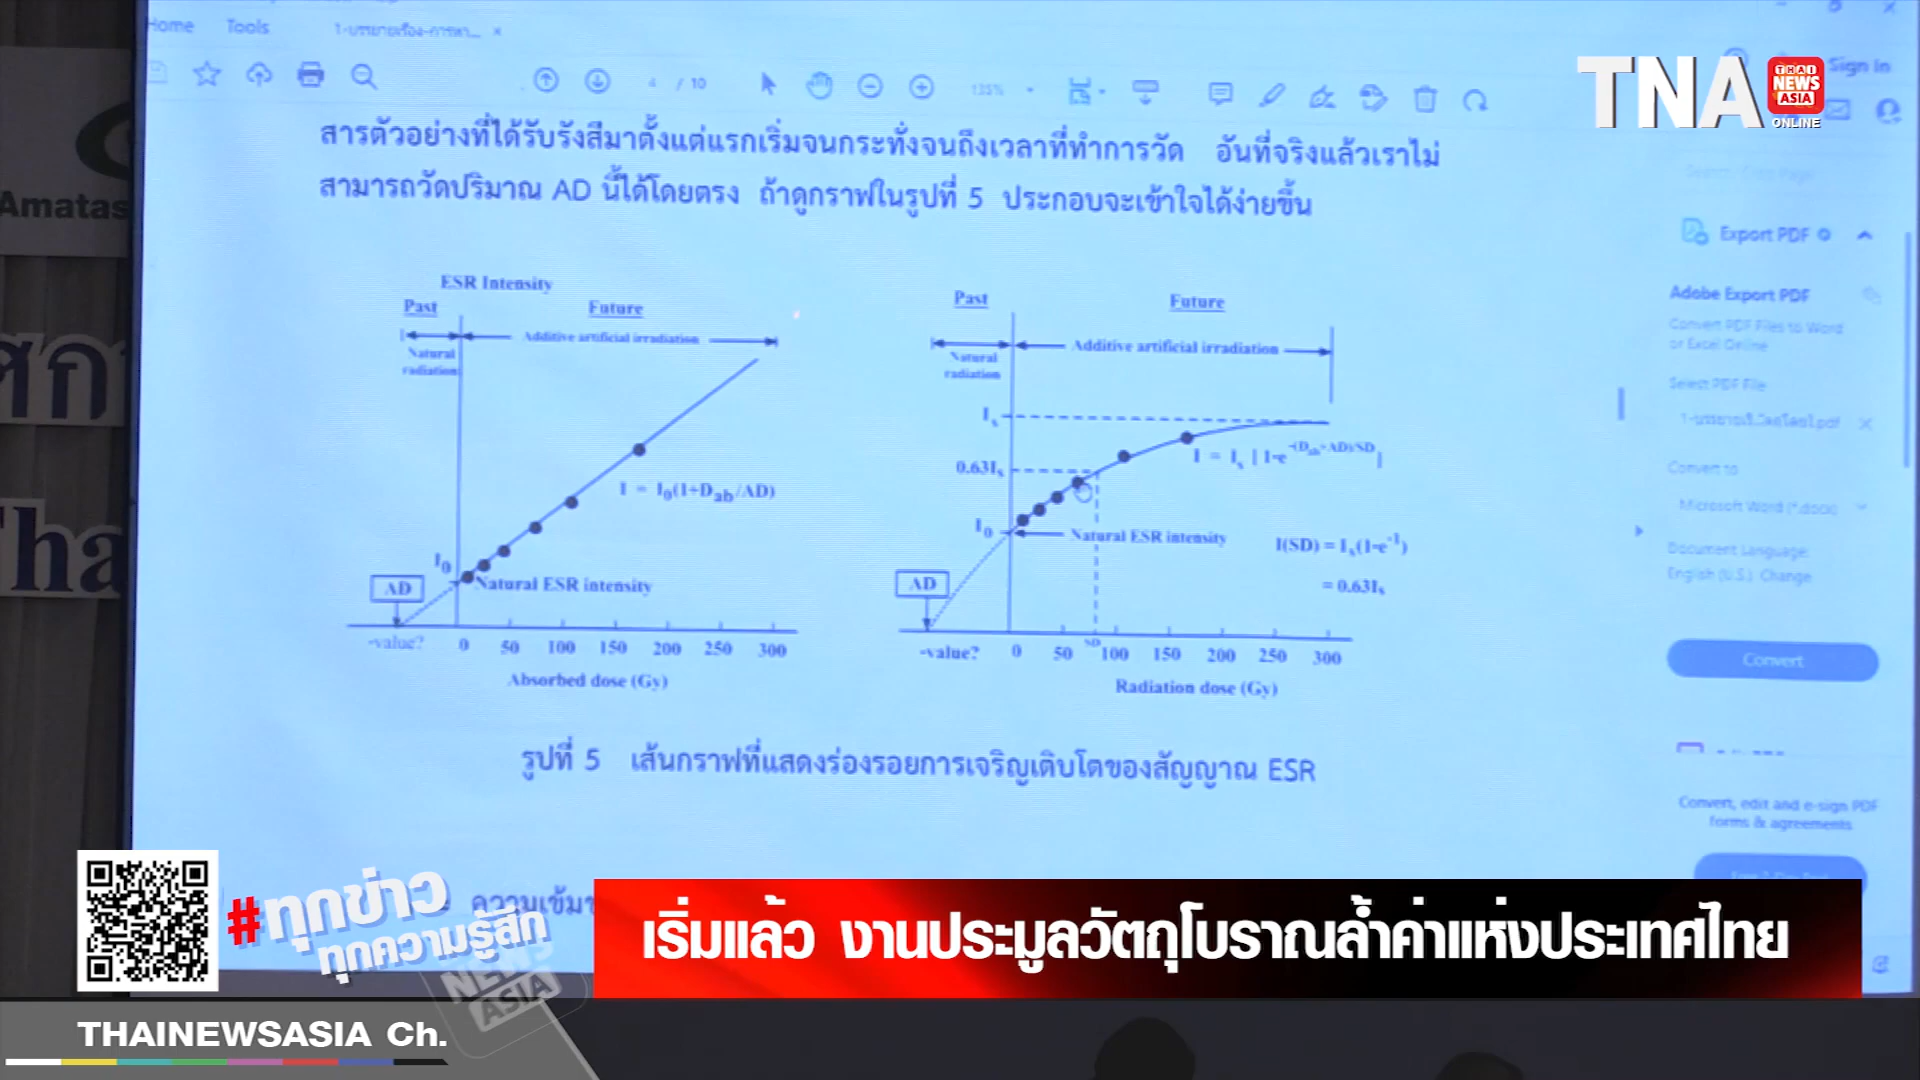 Home Tools 1-บรรยายเรื่อง-การหา... ×
TNA
THAI
NEWS
ASIA
ONLINE
Sign In
4 / 10
135%
สารตัวอย่างที่ได้รับรังสีมาตั้งแต่แรกเริ่มจนกระทั่งจนถึงเวลาที่ทำการวัด อันที่จริงแล้วเราไม่
สามารถวัดปริมาณ AD นี้ได้โดยตรง ถ้าดูกราฟในรูปที่ 5 ประกอบจะเข้าใจได้ง่ายขึ้น
Amatas
ESR Intensity
Past Future
Additive artificial irradiation
Natural
radiation
I = I₀(1+D_ab/AD)
I₀
Natural ESR intensity
AD
-value? 0 50 100 150 200 250 300
Absorbed dose (Gy)
Past Future
Additive artificial irradiation
Natural
radiation
Iₛ
I = Iₛ [ 1-e^-(D_ab+AD)/SD ]
0.63Iₛ
I₀
Natural ESR intensity
I(SD) = Iₛ(1-e⁻¹)
= 0.63Iₛ
AD
-value? 0 50 SD 100 150 200 250 300
Radiation dose (Gy)
รูปที่ 5 เส้นกราฟที่แสดงร่องรอยการเจริญเติบโตของสัญญาณ ESR
Export PDF
Adobe Export PDF
Convert PDF Files to Word
or Excel Online
Select PDF File
Convert to
Microsoft Word (*.docx)
Document Language:
English (U.S.) Change
Convert
Convert, edit and e-sign PDF
forms & agreements
#ทุกข่าว
ทุกความรู้สึก
NEWS
ASIA
เริ่มแล้ว งานประมูลวัตถุโบราณล้ำค่าแห่งประเทศไทย
THAINEWSASIA Ch.